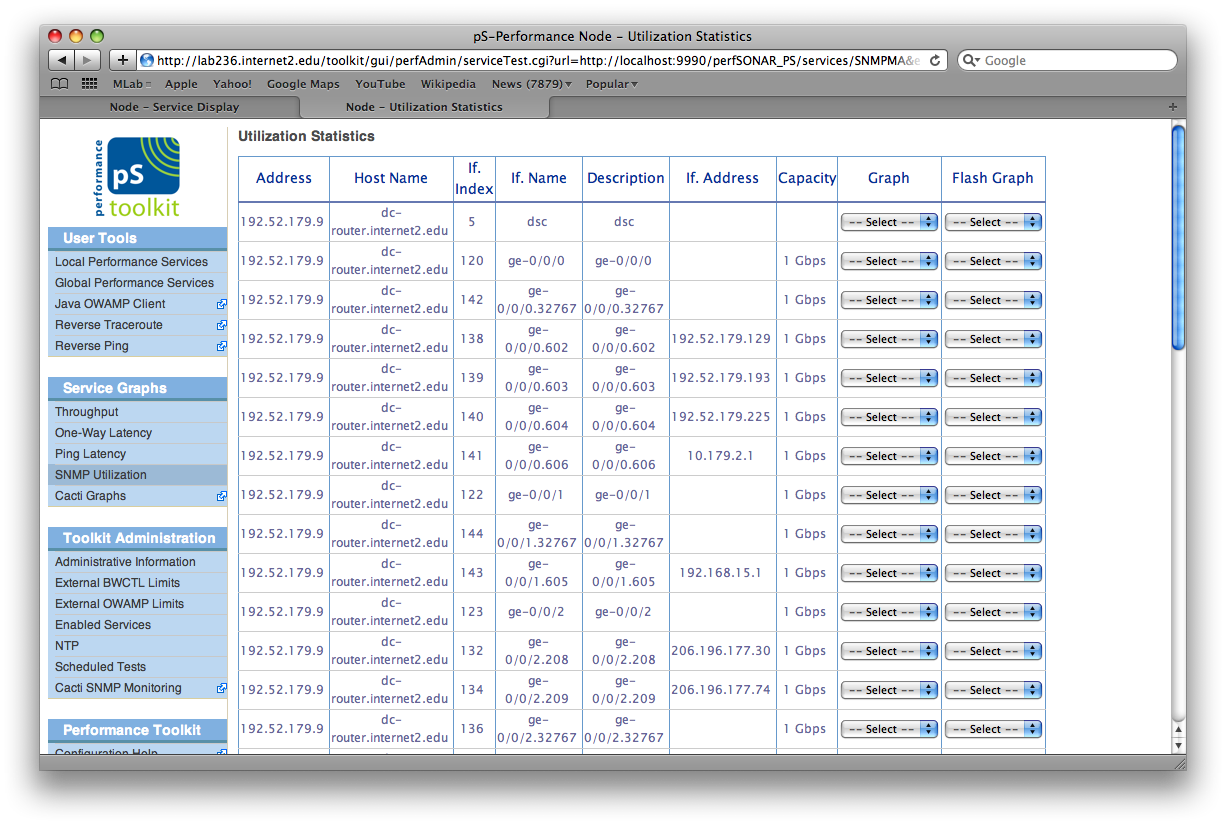 pS-Performance Node - Utilization Statistics
http://lab236.internet2.edu/toolkit/gui/perfAdmin/serviceTest.cgi?url=http://localhost:9990/perfSONAR_PS/services/SNMPMA&e
Google
MLab Apple Yahoo! Google Maps YouTube Wikipedia News (7879) Popular
Node - Service Display
Node - Utilization Statistics
performance
pS
toolkit
User Tools
Local Performance Services
Global Performance Services
Java OWAMP Client
Reverse Traceroute
Reverse Ping
Service Graphs
Throughput
One-Way Latency
Ping Latency
SNMP Utilization
Cacti Graphs
Toolkit Administration
Administrative Information
External BWCTL Limits
External OWAMP Limits
Enabled Services
NTP
Scheduled Tests
Cacti SNMP Monitoring
Performance Toolkit
Configuration Help
Utilization Statistics
Address Host Name If. Index If. Name Description If. Address Capacity Graph Flash Graph
192.52.179.9 dc-router.internet2.edu 5 dsc dsc -- Select -- -- Select --
192.52.179.9 dc-router.internet2.edu 120 ge-0/0/0 ge-0/0/0 1 Gbps -- Select -- -- Select --
192.52.179.9 dc-router.internet2.edu 142 ge-0/0/0.32767 ge-0/0/0.32767 1 Gbps -- Select -- -- Select --
192.52.179.9 dc-router.internet2.edu 138 ge-0/0/0.602 ge-0/0/0.602 192.52.179.129 1 Gbps -- Select -- -- Select --
192.52.179.9 dc-router.internet2.edu 139 ge-0/0/0.603 ge-0/0/0.603 192.52.179.193 1 Gbps -- Select -- -- Select --
192.52.179.9 dc-router.internet2.edu 140 ge-0/0/0.604 ge-0/0/0.604 192.52.179.225 1 Gbps -- Select -- -- Select --
192.52.179.9 dc-router.internet2.edu 141 ge-0/0/0.606 ge-0/0/0.606 10.179.2.1 1 Gbps -- Select -- -- Select --
192.52.179.9 dc-router.internet2.edu 122 ge-0/0/1 ge-0/0/1 1 Gbps -- Select -- -- Select --
192.52.179.9 dc-router.internet2.edu 144 ge-0/0/1.32767 ge-0/0/1.32767 1 Gbps -- Select -- -- Select --
192.52.179.9 dc-router.internet2.edu 143 ge-0/0/1.605 ge-0/0/1.605 192.168.15.1 1 Gbps -- Select -- -- Select --
192.52.179.9 dc-router.internet2.edu 123 ge-0/0/2 ge-0/0/2 1 Gbps -- Select -- -- Select --
192.52.179.9 dc-router.internet2.edu 132 ge-0/0/2.208 ge-0/0/2.208 206.196.177.30 1 Gbps -- Select -- -- Select --
192.52.179.9 dc-router.internet2.edu 134 ge-0/0/2.209 ge-0/0/2.209 206.196.177.74 1 Gbps -- Select -- -- Select --
192.52.179.9 dc-router.internet2.edu 136 ge-0/0/2.32767 ge-0/0/2.32767 1 Gbps -- Select -- -- Select --